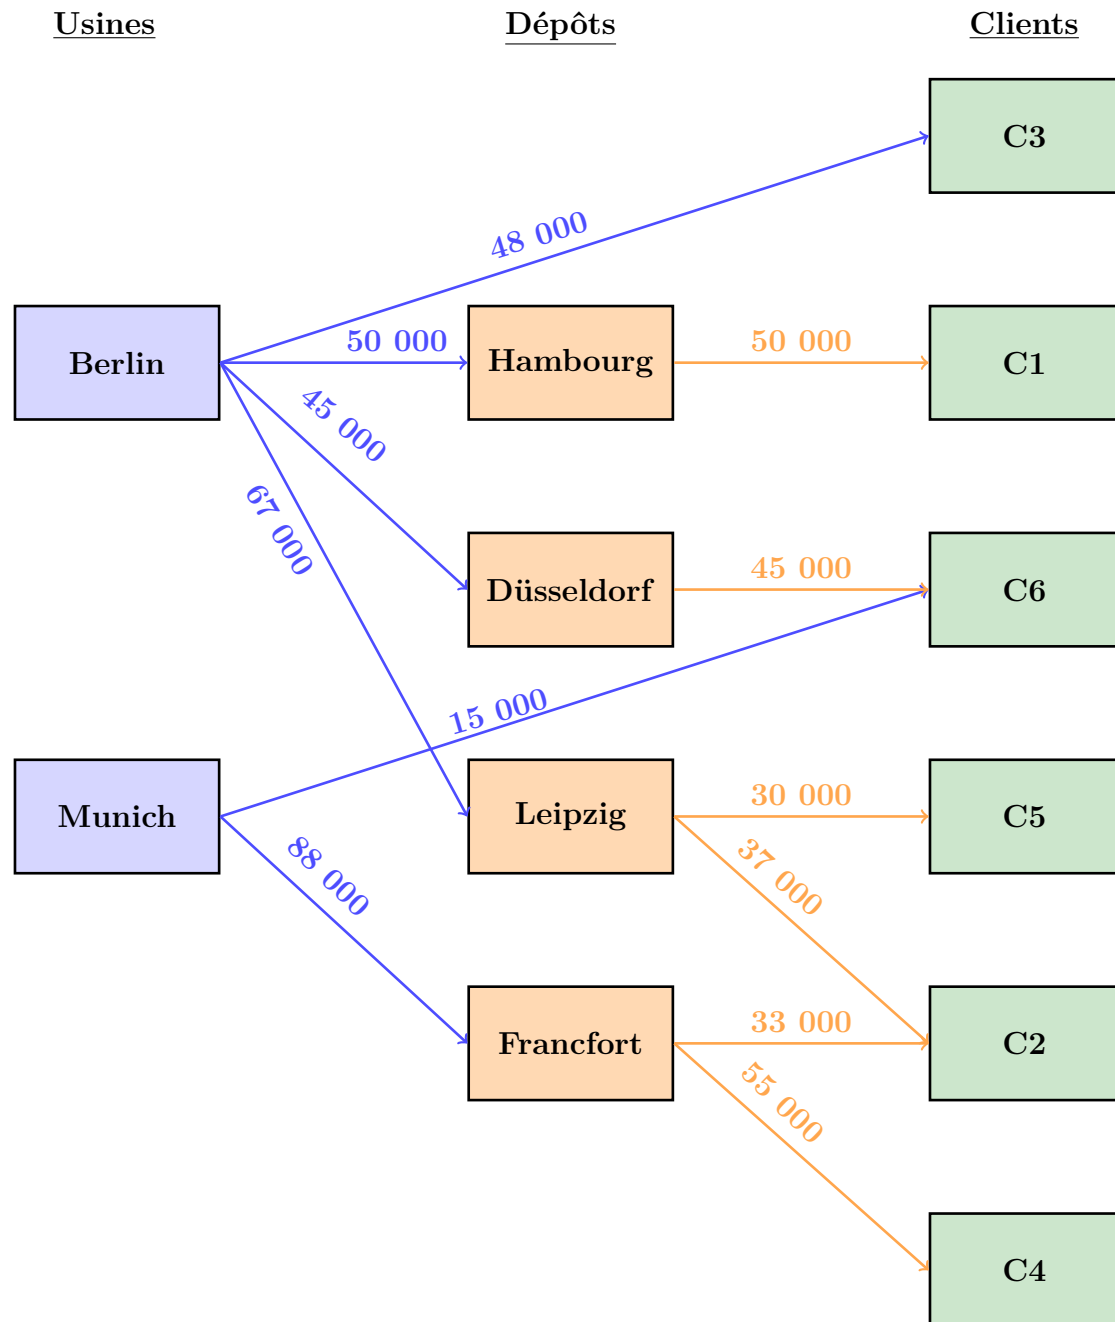 Usines
Dépôts
Clients
C3
48 000
Berlin
50 000
Hambourg
50 000
C1
45 000
67 000
Düsseldorf
45 000
C6
15 000
Munich
Leipzig
30 000
C5
88 000
37 000
Francfort
33 000
C2
55 000
C4